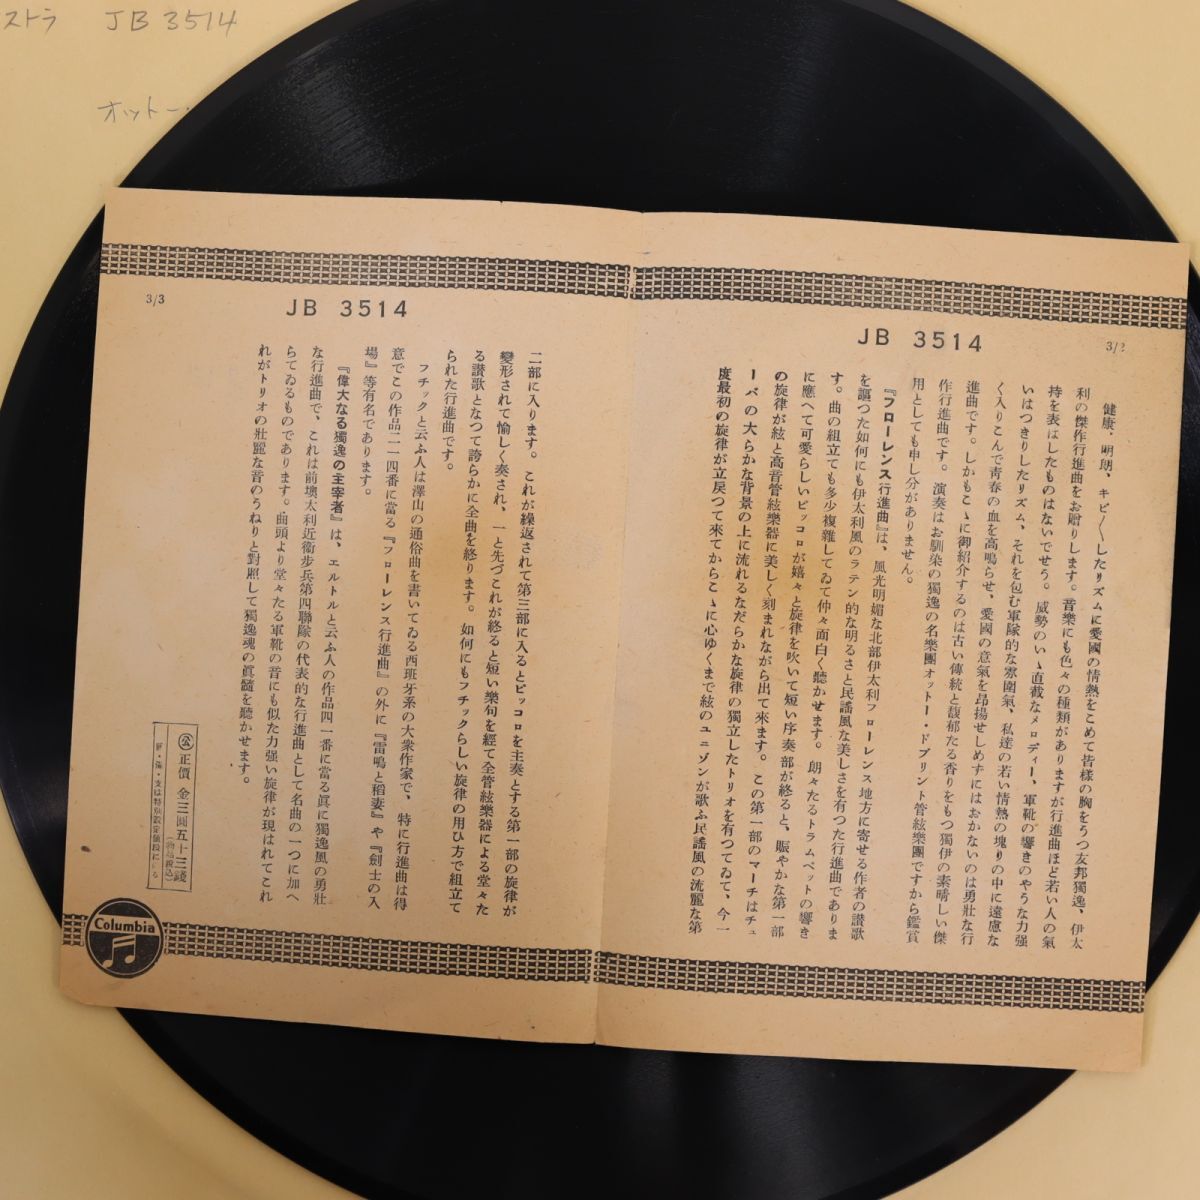 ストラ JB 3514
オットー・
3/2
JB 3514
健康、明朗、キビ〱したリズムに愛國の情熱をこめて皆様の胸をうつ友邦獨逸、伊太
利の傑作行進曲をお贈りします。音樂にも色々の種類がありますが行進曲ほど若い人の氣
持を表はしたものはないでせう。威勢のいゝ直截なメロディー、軍靴の響きのやうな力強
いはつきりしたリズム、それを包む軍隊的な雰圍氣、私達の若い情熱の塊りの中に遠慮な
く入りこんで靑春の血を高鳴らせ、愛國の意氣を昂揚せしめずにはおかないのは勇壯な行
進曲です。しかもこゝに御紹介するのは古い傳統と馥郁たる香りをもつ獨伊の素晴しい傑
作行進曲です。演奏はお馴染の獨逸の名樂團オットー・ドブリント管絃樂團ですから鑑賞
用としても申し分がありません。
『フローレンス行進曲』は、風光明媚な北部伊太利フローレンス地方に寄せる作者の讃歌
を謳つた如何にも伊太利風のラテン的な明るさと民謠風な美しさを有つた行進曲でありま
す。曲の組立ても多少複雜してゐて仲々面白く聽かせます。朗々たるトラムペットの響き
に應へて可愛らしいピッコロが嬉々と旋律を吹いて短い序奏部が終ると、賑やかな第一部
の旋律が絃と高音管絃樂器に美しく刻まれながら出て來ます。この第一部のマーチはチュ
ーバの大らかな背景の上に流れるなだらかな旋律の獨立したトリオを有つてゐて、今一
度最初の旋律が立戻つて來てからこゝに心ゆくまで絃のユニゾンが歌ふ民謠風の流麗な第
3/3
JB 3514
二部に入ります。これが繰返されて第三部に入るとピッコロを主奏とする第一部の旋律が
變形されて愉しく奏され、一と先づこれが終ると短い樂句を經て全管絃樂器による堂々た
る讃歌となつて誇らかに全曲を終ります。如何にもフチックらしい旋律の用ひ方で組立て
られた行進曲です。
フチックと云ふ人は澤山の通俗曲を書いてゐる西班牙系の大衆作家で、特に行進曲は得
意でこの作品二一四番に當る『フローレンス行進曲』の外に『雷鳴と稻妻』や『劍士の入
場』等有名であります。
『偉大なる獨逸の主宰者』は、エルトルと云ふ人の作品四一番に當る眞に獨逸風の勇壯
な行進曲で、これは前墺太利近衞步兵第四聯隊の代表的な行進曲として名曲の一つに加へ
らてゐるものであります。曲頭より堂々たる軍靴の音にも似た力強い旋律が現はれてこれ
れがトリオの壯麗な音のうねりと對照して獨逸魂の眞髓を聽かせます。
㊍正價 金三圓五十三錢
(物品稅込)
Columbia